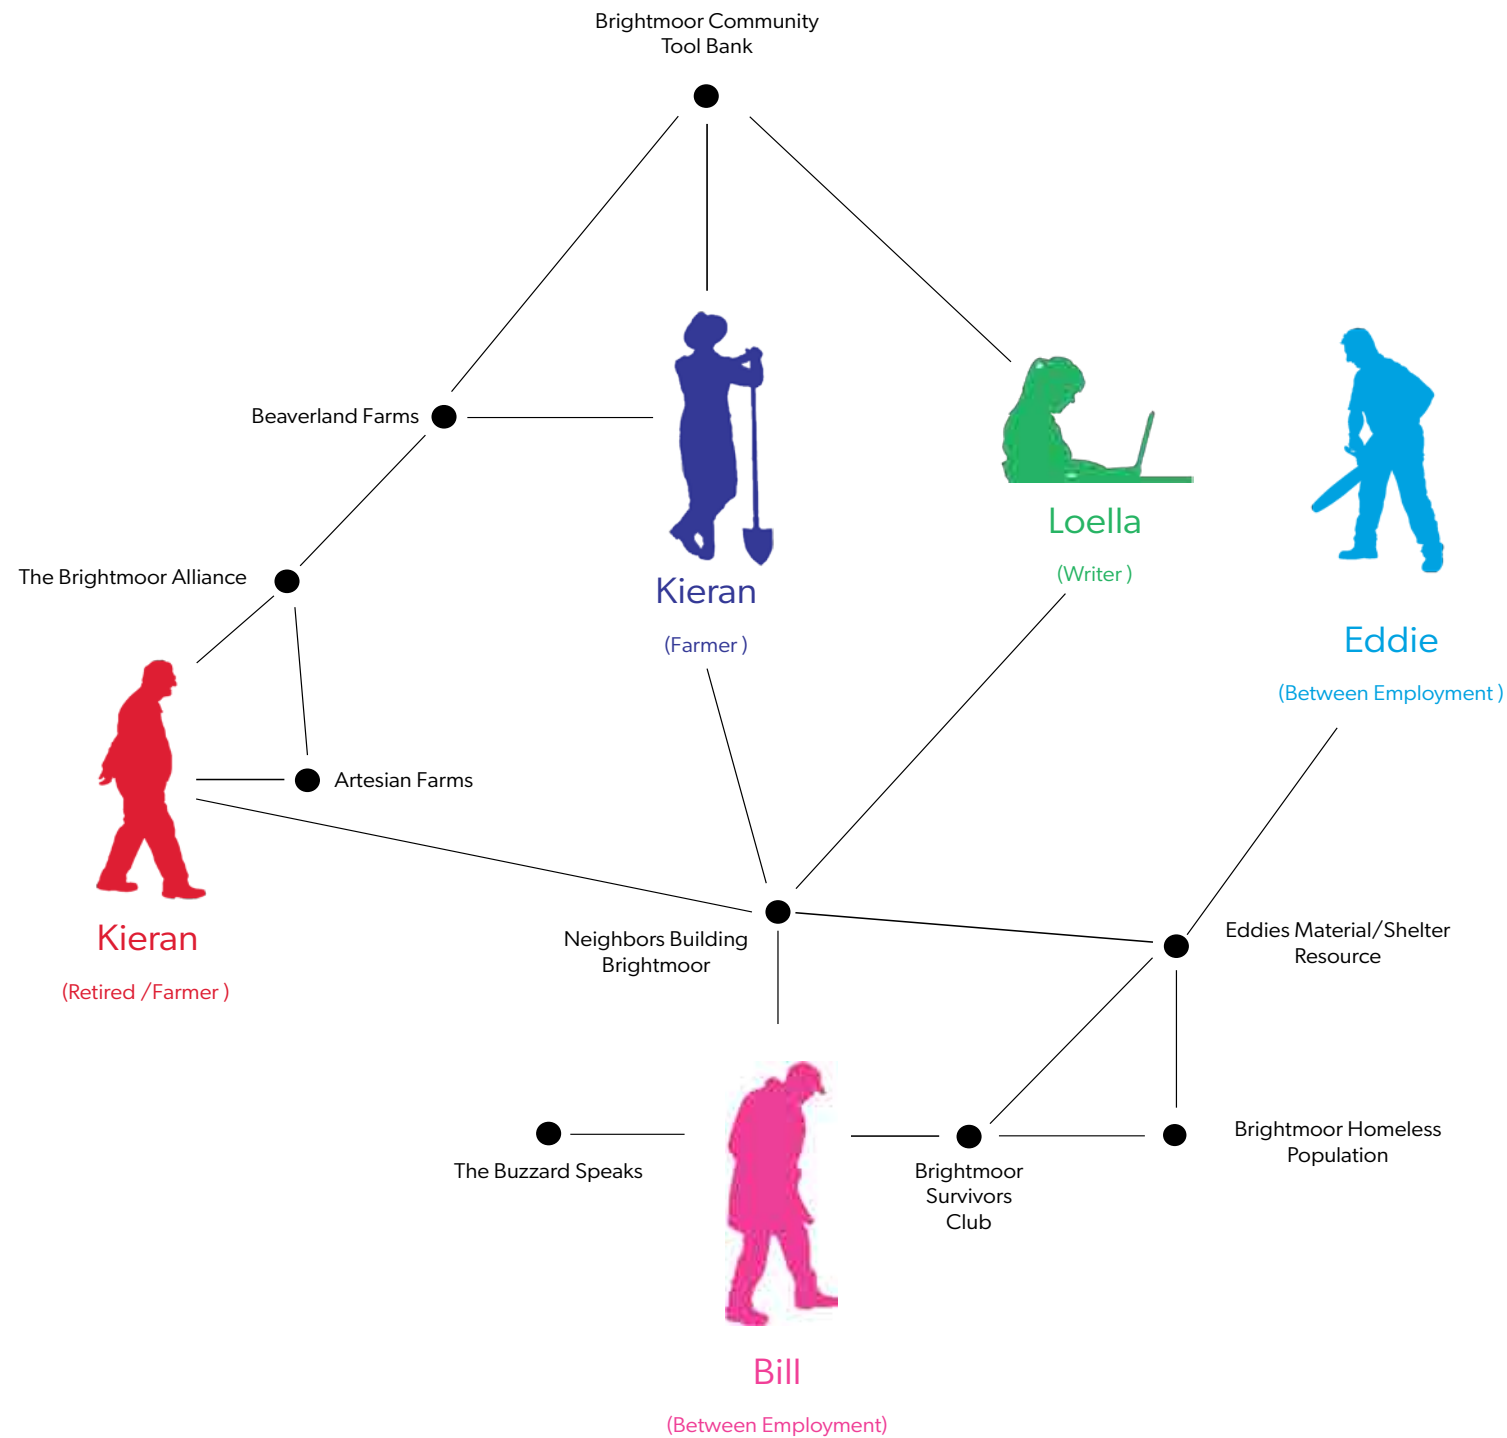 Brightmoor Community
Tool Bank
Beaverland Farms
Loella
(Writer )
The Brightmoor Alliance
Kieran
(Farmer )
Eddie
(Between Employment )
Artesian Farms
Kieran
(Retired /Farmer )
Neighbors Building
Brightmoor
Eddies Material/Shelter
Resource
The Buzzard Speaks
Brightmoor
Survivors
Club
Brightmoor Homeless
Population
Bill
(Between Employment)